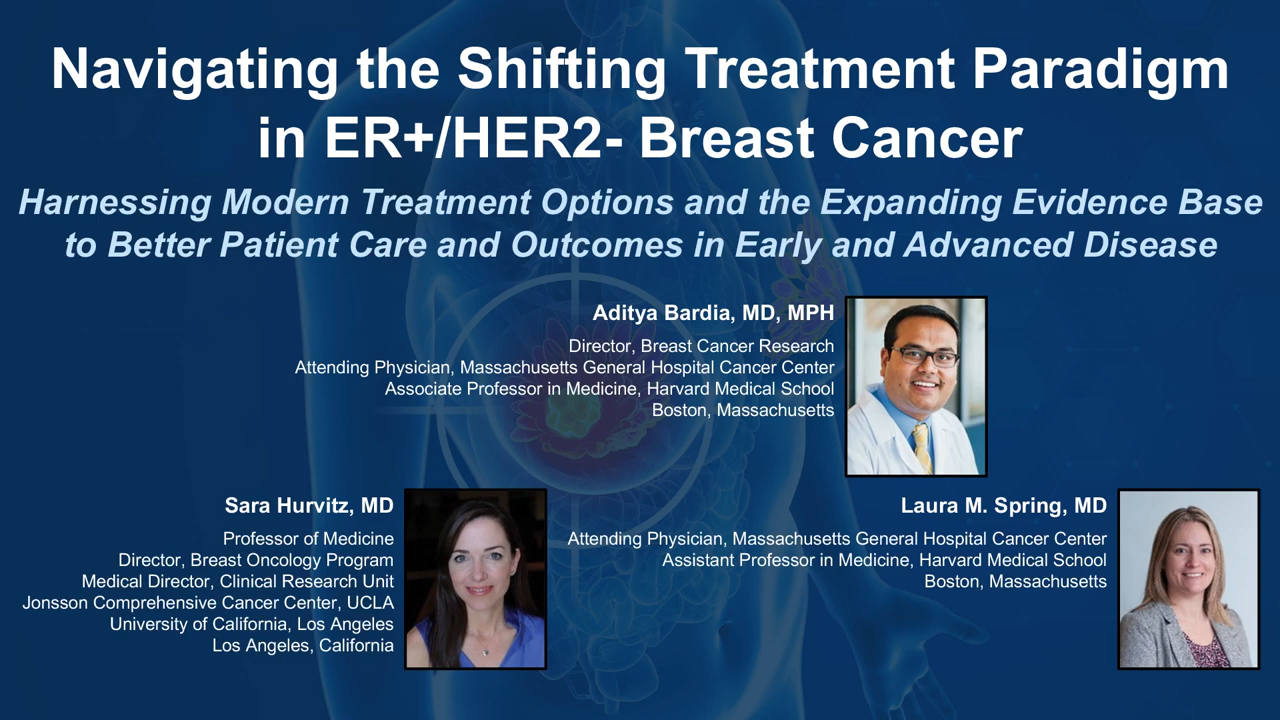 Navigating the Shifting Treatment Paradigm
in ER+/HER2- Breast Cancer
Harnessing Modern Treatment Options and the Expanding Evidence Base
to Better Patient Care and Outcomes in Early and Advanced Disease
Aditya Bardia, MD, MPH
Director, Breast Cancer Research
Attending Physician, Massachusetts General Hospital Cancer Center
Associate Professor in Medicine, Harvard Medical School
Boston, Massachusetts
Sara Hurvitz, MD
Professor of Medicine
Director, Breast Oncology Program
Medical Director, Clinical Research Unit
Jonsson Comprehensive Cancer Center, UCLA
University of California, Los Angeles
Los Angeles, California
Laura M. Spring, MD
Attending Physician, Massachusetts General Hospital Cancer Center
Assistant Professor in Medicine, Harvard Medical School
Boston, Massachusetts